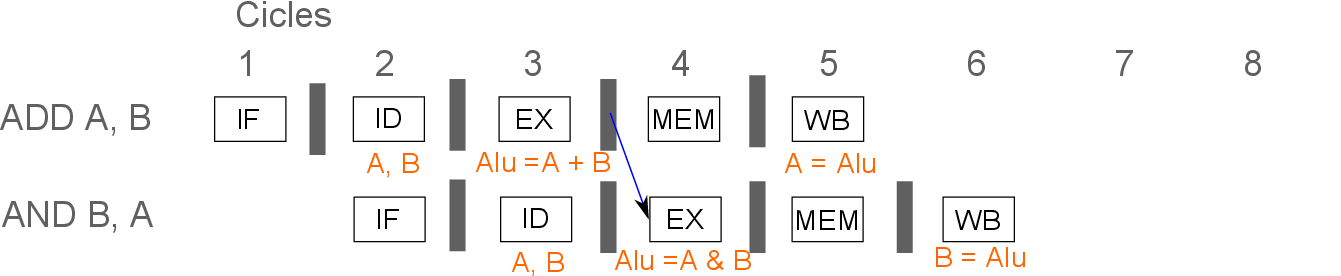 Cicles
1 2 3 4 5 6 7 8
ADD A, B IF ID EX MEM WB
A, B Alu =A + B A = Alu
AND B, A IF ID EX MEM WB
A, B Alu =A & B B = Alu